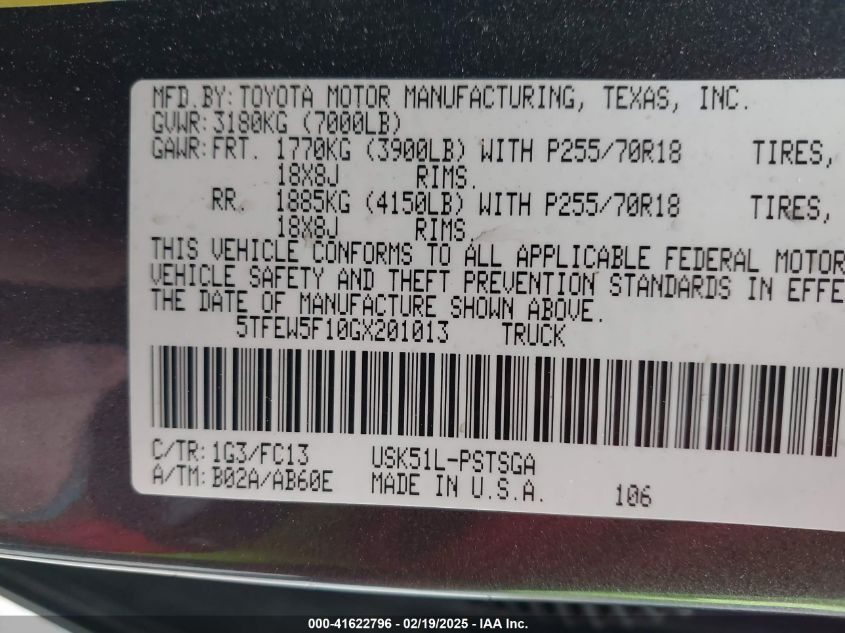 MFD.BY:TOYOTA MOTOR MANUFACTURING, TEXAS, INC.
GVWR:3180KG (7000LB)
GAWR:FRT. 1770KG (3900LB) WITH P255/70R18 TIRES,
18X8J RIMS.
RR. 1885KG (4150LB) WITH P255/70R18 TIRES,
18X8J RIMS
THIS VEHICLE CONFORMS TO ALL APPLICABLE FEDERAL MOTOR
VEHICLE SAFETY AND THEFT PREVENTION STANDARDS IN EFFE
THE DATE OF MANUFACTURE SHOWN ABOVE.
5TFEW5F10GX201013 TRUCK
C/TR:1G3/FC13 USK51L-PSTSGA
A/TM:B02A/AB60E MADE IN U.S.A. 106
000-41622796 - 02/19/2025 - IAAI Inc.